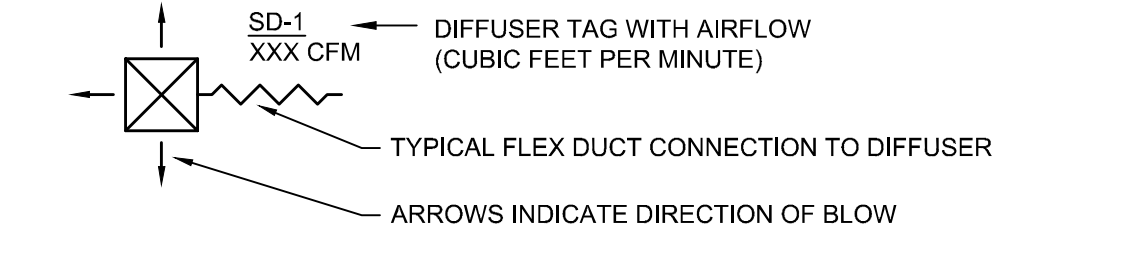 SD-1
XXX CFM
DIFFUSER TAG WITH AIRFLOW
(CUBIC FEET PER MINUTE)
TYPICAL FLEX DUCT CONNECTION TO DIFFUSER
ARROWS INDICATE DIRECTION OF BLOW